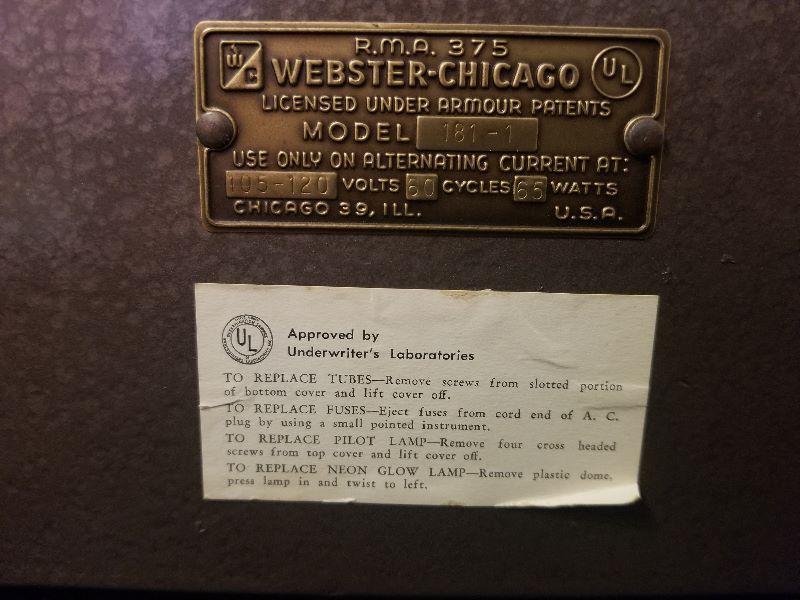 R.M.A. 375
W C WEBSTER-CHICAGO UL
LICENSED UNDER ARMOUR PATENTS
MODEL 181-1
USE ONLY ON ALTERNATING CURRENT AT:
105-120 VOLTS 60 CYCLES 65 WATTS
CHICAGO 39, ILL. U.S.A.
UL
Approved by
Underwriter's Laboratories
TO REPLACE TUBES—Remove screws from slotted portion
of bottom cover and lift cover off.
TO REPLACE FUSES—Eject fuses from cord end of A. C.
plug by using a small pointed instrument.
TO REPLACE PILOT LAMP—Remove four cross headed
screws from top cover and lift cover off.
TO REPLACE NEON GLOW LAMP—Remove plastic dome,
press lamp in and twist to left.